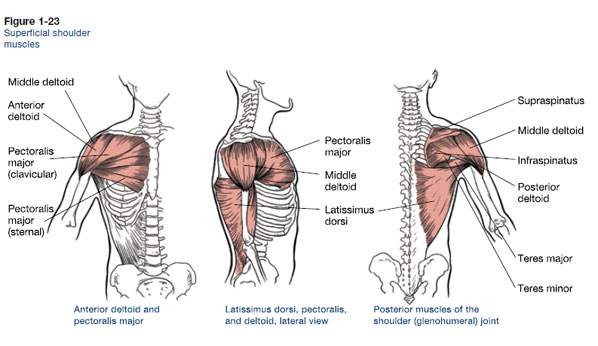 Figure 1-23
Superficial shoulder
muscles
Middle deltoid
Anterior
deltoid
Pectoralis
major
(clavicular)
Pectoralis
major
(sternal)
Anterior deltoid and
pectoralis major
Pectoralis
major
Middle
deltoid
Latissimus
dorsi
Latissimus dorsi, pectoralis,
and deltoid, lateral view
Supraspinatus
Middle deltoid
Infraspinatus
Posterior
deltoid
Teres major
Teres minor
Posterior muscles of the
shoulder (glenohumeral) joint